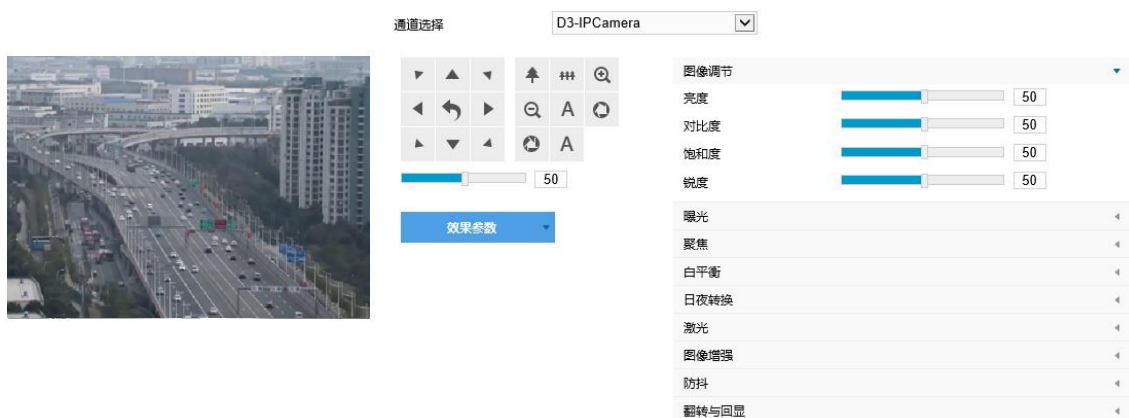 通道选择 D3-IPCamera
图像调节
亮度 50
对比度 50
A
饱和度 50
A
锐度 50
50
曝光
效果参数
聚焦
白平衡
日夜转换
激光
图像增强
防抖
翻转与回显